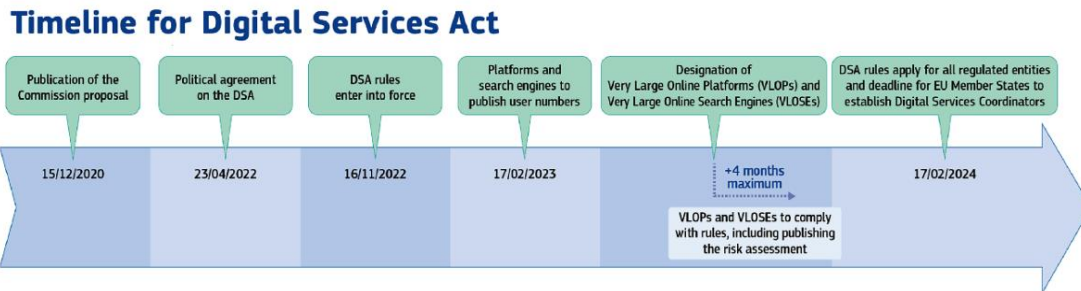 Timeline for Digital Services Act
Publication of the
Commission proposal
Political agreement
on the DSA
DSA rules
enter into force
Platforms and
search engines to
publish user numbers
Designation of
Very Large Online Platforms (VLOPs) and
Very Large Online Search Engines (VLOSEs)
DSA rules apply for all regulated entities
and deadline for EU Member States to
establish Digital Services Coordinators
15/12/2020
23/04/2022
16/11/2022
17/02/2023
+4 months
maximum
17/02/2024
VLOPs and VLOSEs to comply
with rules, including publishing
the risk assessment